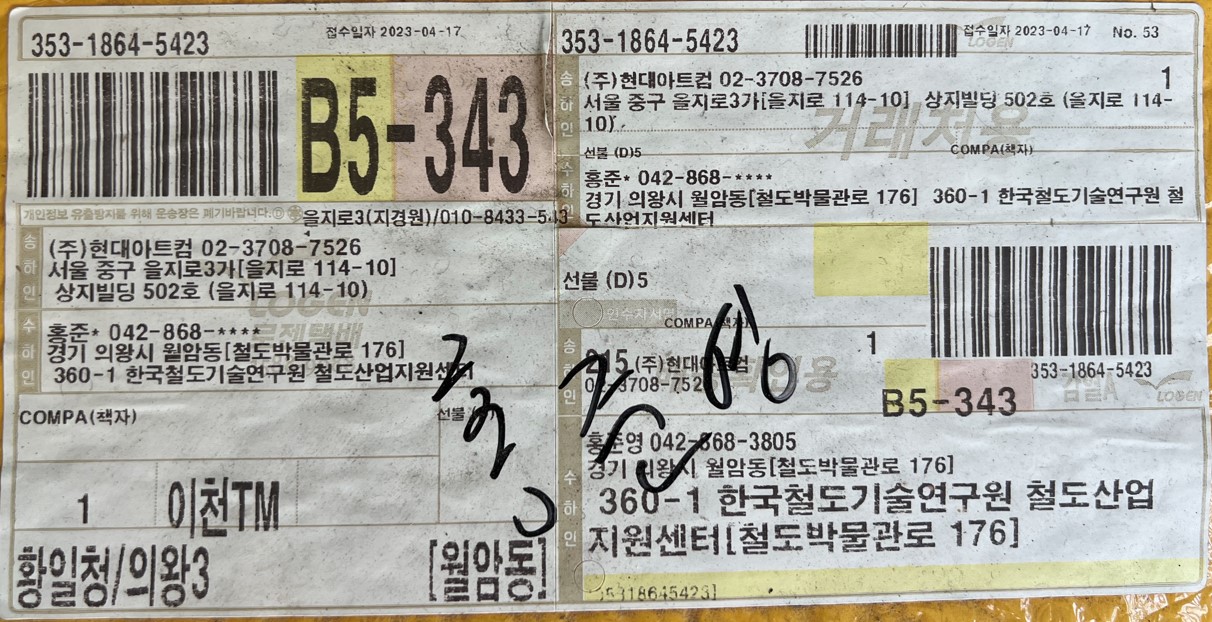 353-1864-5423
접수일자 2023-04-17
B5-343
개인정보 유출방지를 위해 운송장은 폐기바랍니다.
을지로3(지경원)/010-8433-5543
1
송하인
(주)현대아트컴 02-3708-7526
서울 중구 을지로3가[을지로 114-10]
상지빌딩 502호 (을지로 114-10)
LOGEN
로젠택배
수하인
홍준* 042-868-****
경기 의왕시 월암동[철도박물관로 176]
360-1 한국철도기술연구원 철도산업지원센터
COMPA(책자)
선불
1
이천TM
황일청/의왕3
[월암동]
353-1864-5423
접수일자 2023-04-17
No. 53
LOGEN
송하인
(주)현대아트컴 02-3708-7526
1
서울 중구 을지로3가[을지로 114-10] 상지빌딩 502호 (을지로 114-
10)
거래처용
선불 (D)5
COMPA(책자)
수하인
홍준* 042-868-****
경기 의왕시 월암동[철도박물관로 176] 360-1 한국철도기술연구원 철
도산업지원센터
선불 (D)5
인수자서명
COMPA(책자)
1
송하인
(주)현대아트컴
02-3708-752
353-1864-5423
B5-343
LOGEN
홍준영
수하인
홍준영 042-868-3805
경기 의왕시 월암동[철도박물관로 176]
360-1 한국철도기술연구원 철도산업
지원센터[철도박물관로 176]